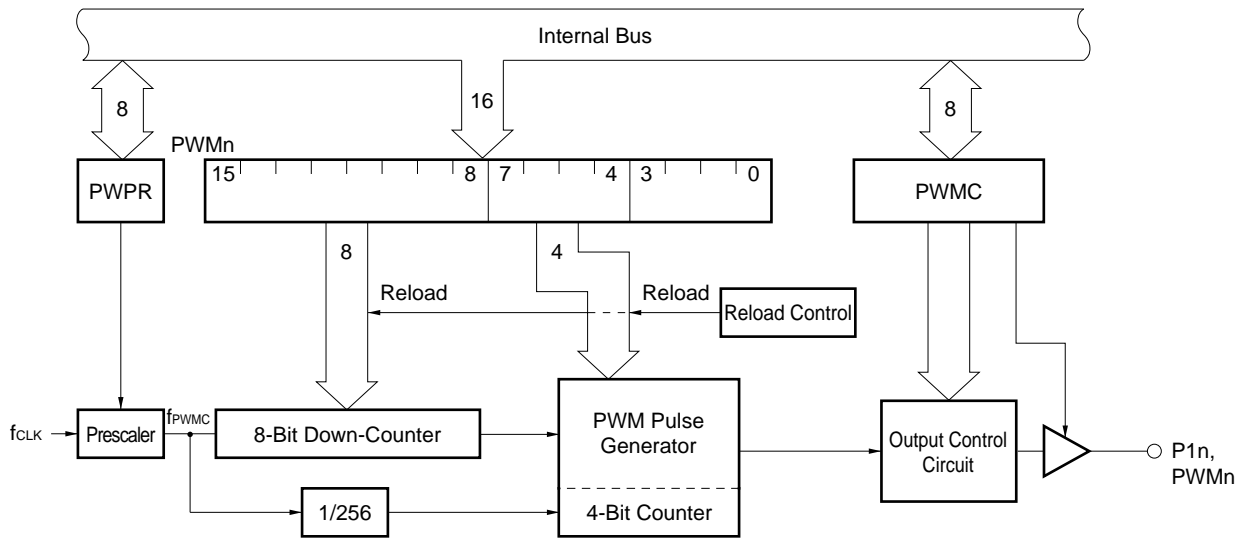 Internal Bus
8
16
8
PWMn
15 8 7 4 3 0
PWPR
PWMC
8
4
Reload
Reload
Reload Control
fCLK
Prescaler
fPWMC
8-Bit Down-Counter
PWM Pulse
Generator
Output Control
Circuit
P1n,
PWMn
1/256
4-Bit Counter